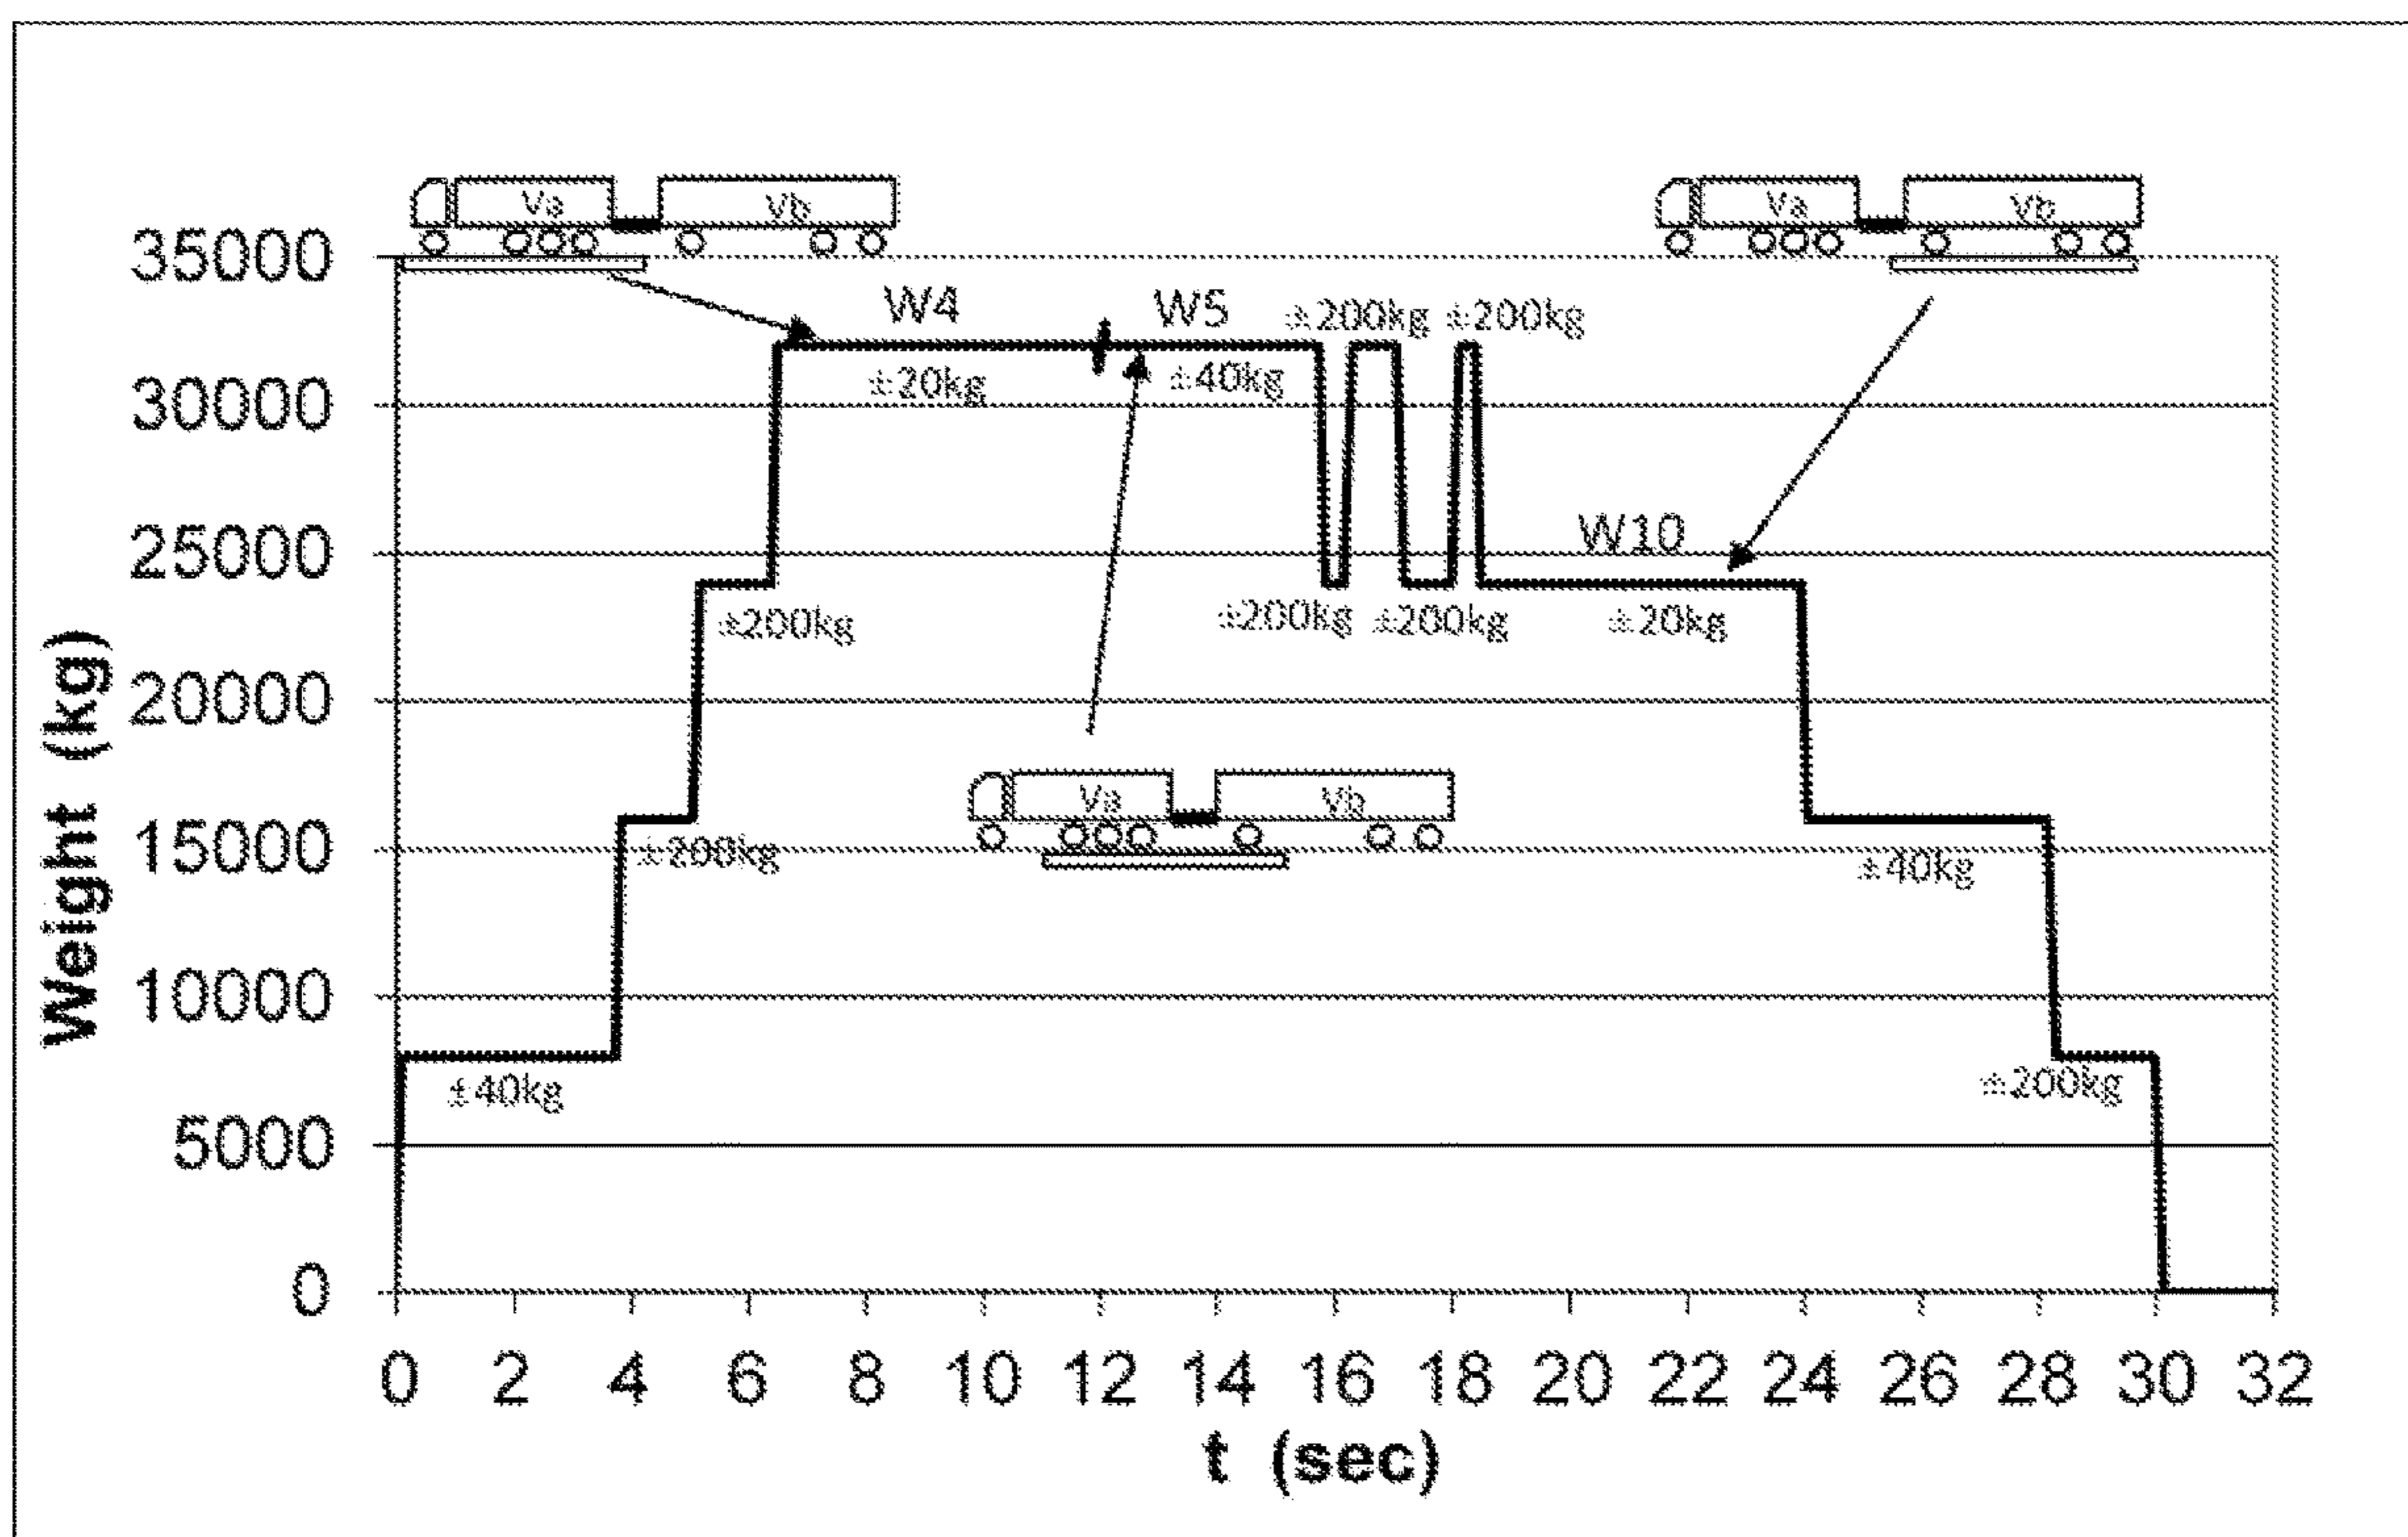 Va Vb
Va Vb
35000
W4 W5 ±200kg ±200kg
±20kg ±40kg
30000
W10
25000
±200kg ±200kg ±200kg ±20kg
20000
Va Vb
15000
±200kg ±40kg
10000
±40kg ±200kg
5000
0
0 2 4 6 8 10 12 14 16 18 20 22 24 26 28 30 32
t (sec)
Weight (kg)